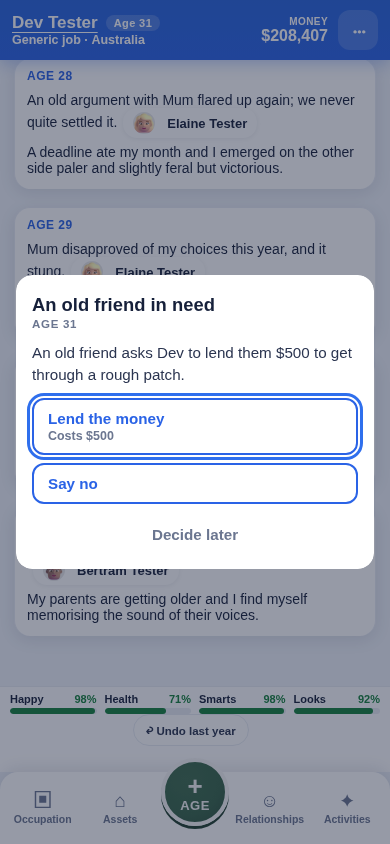 Dev Tester Age 31
Generic job · Australia
MONEY
$208,407
AGE 28
An old argument with Mum flared up again; we never
quite settled it. Elaine Tester
A deadline ate my month and I emerged on the other
side paler and slightly feral but victorious.
AGE 29
Mum disapproved of my choices this year, and it
stung. Elaine Tester
An old friend in need
AGE 31
An old friend asks Dev to lend them $500 to get
through a rough patch.
Lend the money
Costs $500
Say no
Decide later
Bertram Tester
My parents are getting older and I find myself
memorising the sound of their voices.
Happy 98% Health 71% Smarts 98% Looks 92%
Undo last year
+
AGE
Occupation Assets Relationships Activities